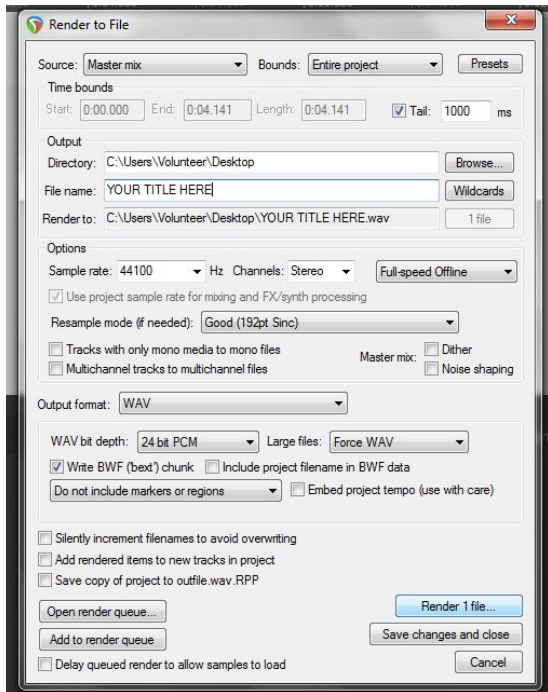 Render to File
Source: Master mix Bounds: Entire project Presets
Time bounds
Start: 0:00.000 End: 0:04.141 Length: 0:04.141 Tail: 1000 ms
Output
Directory: C:\Users\Volunteer\Desktop Browse...
File name: YOUR TITLE HERE Wildcards
Render to: C:\Users\Volunteer\Desktop\YOUR TITLE HERE.wav 1 file
Options
Sample rate: 44100 Hz Channels: Stereo Full-speed Offline
Use project sample rate for mixing and FX/synth processing
Resample mode (if needed): Good (192pt Sinc)
Tracks with only mono media to mono files Master mix: Dither
Multichannel tracks to multichannel files Noise shaping
Output format: WAV
WAV bit depth: 24 bit PCM Large files: Force WAV
Write BWF ('bext') chunk Include project filename in BWF data
Do not include markers or regions Embed project tempo (use with care)
Silently increment filenames to avoid overwriting
Add rendered items to new tracks in project
Save copy of project to outfile.wav.RPP
Open render queue... Render 1 file...
Add to render queue Save changes and close
Delay queued render to allow samples to load Cancel